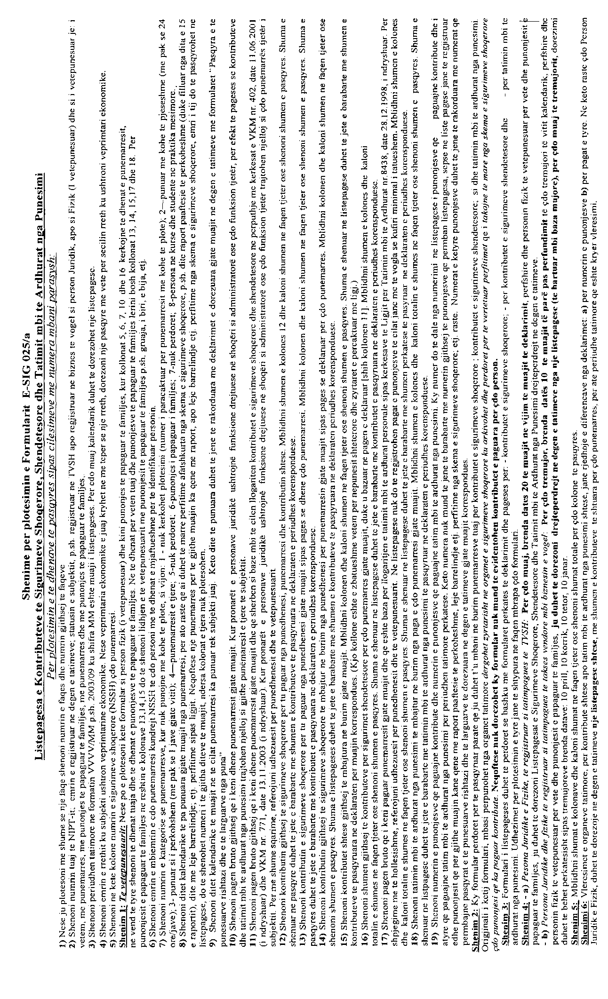 Shenime per plotesimin e Formularit E-SIG 025/a
Listepagesa e Kontributeve te Sigurimeve Shoqerore, Shendetesore dhe Tatimit mbi te Ardhurat nga Punesimi
Per plotesimin e te dhenave te pasqyres sipas cilesimeve me numera mbani parasysh:
1) Nese ju plotesoni me shume se nje faqe shenoni numrin e faqes dhe numrin gjithsej te faqeve
2) Shenoni numrin tuaj te NIPT-it; emrin e regjistruar ne degen e tatimeve; statusin e subjektit, p.sh. regjistruar ne TVSH apo regjistruar ne biznes te vogel si person Juridik, apo si Fizik (I vetepunesuar) dhe si i vetepunesuar je: i
vetem, me punemarres, me punonjes te papaguar te familjes, me punemarres dhe me punonjes te papaguar te familjes.
3) Shenoni periudhen tatimore ne formatin VVVV/MM p.sh. 2003/09 ku shifra MM eshte muaji i listepageses. Per cdo muaj kalendarik duhet te dorezohet nje listepagese.
4) Shenoni emrin e rrethit ku subjekti ushtron veprimtarine ekonomike. Nese veprimtaria ekonomike e juaj kryhet ne me teper se nje rreth, dorezoni nje pasqyre me vete per secilin rreth ku ushtroni veprimtari ekonomike.
5) Shenoni ne kete kolone numrin e sigurimeve shoqerore (NSSH) çdo punemarresi.
Shenim 1: Te vetepunesuarit: Nese po e plotesoni kete formular si person fizik (i vetepunesuar) dhe kini punonjes te papaguar te familjes, kur kollonat 5, 6, 7, 10 dhe 16 kerkojne te dhenat e punemarresit,
ne vend te tyre shenoni te dhenat tuaja dhe te dhenat e punonjesve te papaguar te familjes. Ne te dhenat per veten tuaj dhe punonjesve te papaguar te familjes lerini bosh kollonat 13, 14, 15,17 dhe 18. Per
punonjesit e papaguar te familjes ne reshtin e kolonave 13,14,15 do te shenoni lidhjen e te vetepunesuarit me punonjesit te papaguar te familjes p.sh. gruaja, i biri, e bija, etj.
6) Shenoni emrin e mbiemrin e cdo punemarresi kundrejt NSSH te cdo personi me te dhenat e mjaftueshme per te identifikuar personin.
7) Shenoni numrin e kategorise se punemarresve, kur nuk punojne me kohe te plote, si vijon: 1 - nuk kerkohet plotesimi (numer i paracaktuar per punemarresit me kohe te plote); 2—punuar me kohe te pjeseshme (me pak se 24
ore/jave); 3- punuar si i perkohshem (me pak se 1 jave gjate vitit); 4—punemarresit e tjere; 5-nuk perdoret, 6-punonjes i papaguar i familjes; 7-nuk perdoret; 8-persona ne kurse dhe studente ne praktika mesimore.
8) Shenoni ditet kalendarike te pa punuara gjate muajit nga punemarresi, per ato raste qe ai duhet te marre perfitime afatshkurta nga skema e sigurimeve shoqerore, p.sh. dite raport paaftesie te perkoheshme (duke filluar nga dita e 15
e raportit), dite me leje barrelindje; etj. perfitime sipas ligjit. Neqoftese nje punemarres per te gjithe muajin ka qene me raport, apo leje barrelindje etj. perfitime nga skema e sigurimeve shoqerore, emri i tij do te pasqyrohet ne
listepagese, do te shenohet numeri i te gjitha diteve te muajit, ndersa kolonat e tjera nuk plotesohen.
9) Shenoni ditet kalendarike te muajit ne te cilat punemarresi ka punuar tek subjekti juaj. Keto dite te punuara duhet te jene te rakorduara me deklarimet e dorezuara gjate muajit ne degen e tatimeve me formularet "Pasqyra e te
punesuarve rishtazi dhe e te larguarve nga puna"
10) Shenoni pagen bruto gjithsej qe i keni dhene punemarresit gjate muajit. Kur pronarët e personave juridikë ushtrojnë funksione drejtuese në shoqëri si administratorë ose çdo funksion tjetër, per efekt te pageses se kontributeve
dhe tatimit mbi te ardhurat nga punesimi trajtohen njelloj si gjithe punemaresit e tjere te subjektit.
11) Shenoni pagen bruto gjithsej qe i keni dhene punemarresit gjate muajit dhe qe sherben si baze mbi te cilen llogariten kontributet e sigurimeve shoqerore dhe shendetesore ne perputhje me kerkesat e VKM nr. 402, date 11.06.2001
(i ndryshuar) dhe VKM nr. 771, date 13.11.2003 (i ndryshuar). Kur pronarët e personave juridikë ushtrojnë funksione drejtuese në shoqëri si administratorë ose çdo funksion tjetër trajtohen njelloj si çdo punëmarrës tjetër i
subjektit. Per me shume sqarime, referojuni udhezuesit per punedhenesit dhe te vetepunesuarit.
12) Shenoni kontributin gjithsej te sigurimeve shoqerore per tu paguar nga punedhenesi, punemarresi dhe kontributin shtese. Mblidhni shumen e kolones 12 dhe kaloni shumen ne faqen tjeter ose shenoni shumen e pasqyres. Shuma e
shenuar ne pasqyre duhet te jete e barabarte me shumen e kontributeve te pasqyruara ne deklaraten e periudhes korensponduese.
13) Shenoni kontributin e sigurimeve shoqerore per tu paguar nga punedhenesi gjate muajit sipas pages se dhene çdo punemarresi. Mblidhni kolonen dhe kaloni shumen ne faqen tjeter ose shenoni shumen e pasqyres. Shuma e
pasqyres duhet te jete e barabarte me kontributet e pasqyruara ne deklaraten e periudhes korensponduese.
14) Shenoni kontributin gjithsej te sigurimeve shoqerore te mbajtur ne burim nga punedhenesi per punemarresin gjate muajit sipas pages se deklaruar per çdo punemarres. Mblidhni kolonen dhe kaloni shumen ne faqen tjeter ose
shenoni shumen e pasqyres. Shuma e listepageses duhet te jete e barabarte me shumen e kontributeve te pasqyruara ne deklaraten periudhes korensponduese.
15) Shenoni kontributet shtese gjithsej te mbajtura ne burim gjate muajit. Mblidhni kolonen dhe kaloni shumen ne faqen tjeter ose shenoni shumen e pasqyres. Shuma e shenuar ne listepagese duhet te jete e barabarte me shumen e
kontributeve te pasqyruara ne deklaraten per muajin korespondues. (Kjo kollone eshte e zbatueshme vetem per nepunesit shteterore dhe zyrtaret e percaktuar me ligj.)
16) Shenoni shumen gjithsej te kontributeve per sigurimet shendetesore per çdo punemarres gjate muajit, duke u bazuar ne pagen e deklaruar [shih kollonen 11]. Mblidhni shumen e kolones dhe kaloni
totalin e shumes ne faqen tjeter ose shenoni shumen e pasqyres. Shuma e shenuar ne listepagese duhet te jete e barabarte me kontributet e pasqyruara ne deklaraten e periudhes korensponduese.
17) Shenoni pagen bruto qe i keni paguar punemarresit gjate muajit dhe qe eshte baza per llogaritjen e tatimit mbi te ardhurat personale sipas kerkesave te Ligjit per Tatimin mbi te Ardhurat nr.8438, date 28.12.1998, i ndryshuar. Per
shpjegime me te hollesishme, referojuni udhezuesit per punedhenesit dhe te vetepunesuarit. Ne listepagese nuk do te registrohen pagat e punonjesve te cilat jane me te vogla se kufiri minimal i tatueshem. Mblidhni shumen e kolones
dhe kaloni totalin e shumes ne faqen tjeter ose shenoni shumen e pasqyres. Shuma e shenuar ne listepagese duhet te jete e barabarte me shumen perkatese te pasyruar ne deklaraten e periudhes korensponduese.
18) Shenoni tatimin mbi te ardhurat nga punesimi te mbajtur ne burim nga paga e çdo punemarresi gjate muajit. Mblidhni shumen e kolones dhe kaloni totalin e shumes ne faqen tjeter ose shenoni shumen e pasqyres. Shuma e
shenuar ne listpagese duhet te jete e barabarte me tatimin mbi te ardhurat nga punesimi te pasqyruar ne deklaraten e periudhes korensponduese.
19) Shenoni numerin e punonjesve qe paguajne kontribute dhe numerin e punonjesve qe paguajne tatim mbi te ardhurat nga punesimi. Ky numer do te dale nga numerimi ne listepagese i punonjesve qe paguajne kontribute dhe i
atyre qe paguajne tatim mbi te ardhurat nga punesimi per periudhen tatimore perkatese. Keto numera nuk mund te jene te barabarte me numerin gjithsej te punonjesve qe permban listepagesa, sepse ne liste pagese jane te regjistruar
edhe punonjesit qe per gjithe muajin kane qene me raport paaftesie te perkoheshme, leje barrelindje etj. perfitime nga skema e sigurimeve shoqerore, etj. raste. Numerat e ketyre punonjesve duhet te jene te rakorduara me numerat qe
permbajne pasqyrat e te punesuarve rishtazi dhe te larguarve te dorezuara ne degen e tatimeve gjate muajit korrespondues.
Shenim 2: Ky formular perdoret per te pasqyruar parate qe ju duhet t'u mbani ne burim punemarresve tuaj per kontributet e sigurimeve shoqerore ; kontributet e sigurimeve shendetesore; si dhe tatimin mbi te ardhurat nga punesimi.
Orgjinali i ketij formulari, mbasi perpunohet nga organet tatimore dergohet zyrtarisht ne organet e sigurimeve shoqerore ku arkivohet dhe perdoret per te vertetuar perfitimet qe i takojne te mare nga skema e sigurimeve shoqerore
çdo punonjesi qe ka paguar kontribute. Neqoftese nuk dorezohet ky formular nuk mund te evidentohen kontributet e paguara per çdo person.
Shenim 3: Formulari i listepageses duhet te perdoret se bashku me formularet perkates te deklarimit dhe pageses per: - kontributet e sigurimeve shoqerore; - per kontributet e sigurimeve shendetesore dhe - per tatimin mbi te
ardhurat nga punesimi. Udhezimet per plotesimin e tyre jane te shtypura ne faqen mbrapa çdo formulari.
Shenim 4: - a) Pesona Juridike e Fizike, te regjistruar si tatimpagues te TVSH: Per çdo muaj, brenda dates 20 te muajit ne vijim te muajit te deklarimit, perfshire dhe personin fizik te vetepunesuar per vete dhe punonjesit e
papaguar te familjes, ju duhet te dorezoni Listepagesat e Sigurimeve Shoqerore, Shendetesore dhe Tatimit mbi te Ardhurat nga Punesimi drejteperdrejt ne degen e tatimeve.
- b) Persona Juridike dhe fizike te regjistruar si tatimpagues te takses vendore mbi biznesin e vogel: Per çdo tremujor, brenda datës 10 te muajit të parë pas perfundimit të çdo tremujori të vitit kalendarik, perfshire dhe
personin fizik te vetepunesuar per vete dhe punonjesit e papaguar te familjes, ju duhet te dorezoni drejteperdrejt ne degen e tatimeve nga nje listepagese (te hartuar mbi baza mujore), per çdo muaj te tremujorit, dorezimi
duhet te behet perkatesisht sipas tremujoreve brenda datave: 10 prill, 10 korrik, 10 tetor, 10 janar.
Shenim 5: Mblidhni shumat e kolonave dhe kaloni shumat ne faqen tjeter ose shenoni shumat totale per çdo kolone te pasqyres.
Shenimi 6: Vleresimet e organeve tatimore, per kontribute shtese apo tatim mbi te ardhurat nga punesimi shtese, jane rjedhoje e diferencave nga deklarimet: a) per numerin e punonjesve b) per pagat e tyre. Ne keto raste çdo Person
Juridik e Fizik, duhet te dorezoje ne degen e tatimeve nje listepagese shtese, me shumen e kontributeve te shtuara per çdo punemarres, per ate periudhe tatimore qe eshte kryer vleresimi.